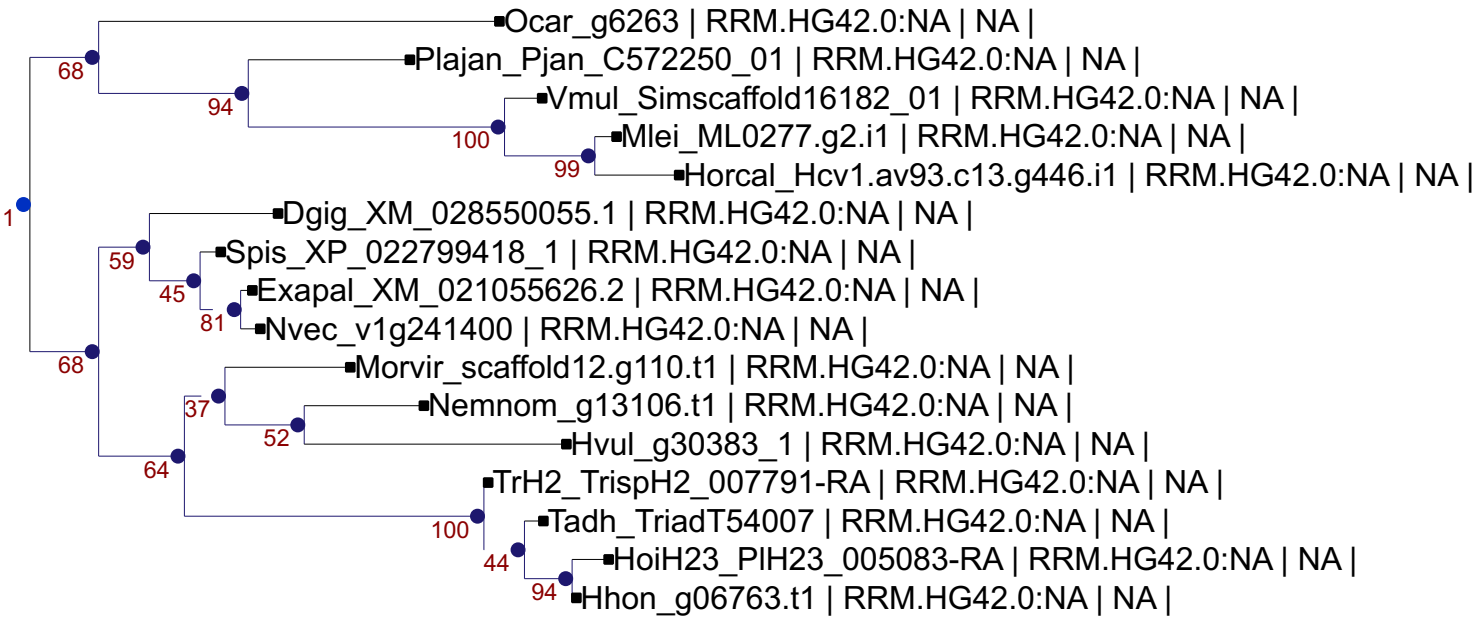 Ocar_g6263 | RRM.HG42.0:NA | NA |
68
Plajan_Pjan_C572250_01 | RRM.HG42.0:NA | NA |
94
Vmul_Simscaffold16182_01 | RRM.HG42.0:NA | NA |
100
Mlei_ML0277.g2.i1 | RRM.HG42.0:NA | NA |
99
Horcal_Hcv1.av93.c13.g446.i1 | RRM.HG42.0:NA | NA |
1
Dgig_XM_028550055.1 | RRM.HG42.0:NA | NA |
59
Spis_XP_022799418_1 | RRM.HG42.0:NA | NA |
45
Exapal_XM_021055626.2 | RRM.HG42.0:NA | NA |
81
Nvec_v1g241400 | RRM.HG42.0:NA | NA |
68
Morvir_scaffold12.g110.t1 | RRM.HG42.0:NA | NA |
37
Nemnom_g13106.t1 | RRM.HG42.0:NA | NA |
52
Hvul_g30383_1 | RRM.HG42.0:NA | NA |
64
TrH2_TrispH2_007791-RA | RRM.HG42.0:NA | NA |
100
Tadh_TriadT54007 | RRM.HG42.0:NA | NA |
44
HoiH23_PlH23_005083-RA | RRM.HG42.0:NA | NA |
94
Hhon_g06763.t1 | RRM.HG42.0:NA | NA |